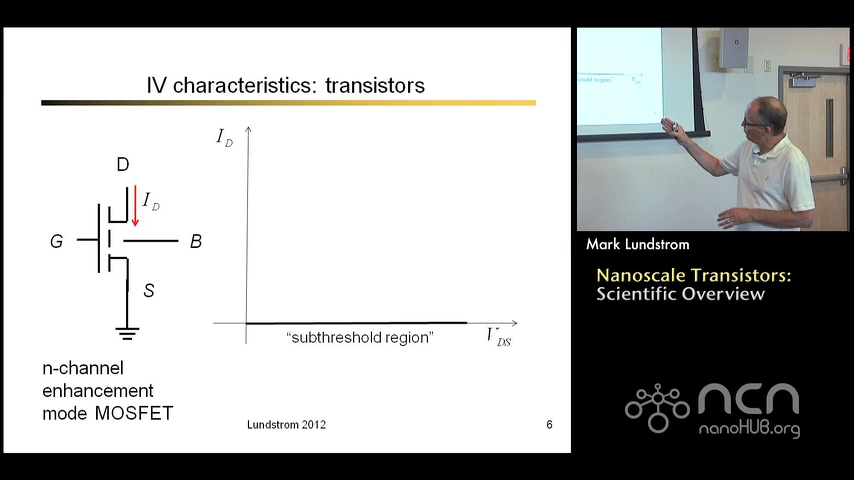 IV characteristics: transistors
D
I_D
G
B
S
n-channel
enhancement
mode MOSFET
I_D
"subthreshold region"
V_DS
Lundstrom 2012
6
Mark Lundstrom
Nanoscale Transistors:
Scientific Overview
ncn
nanoHUB.org